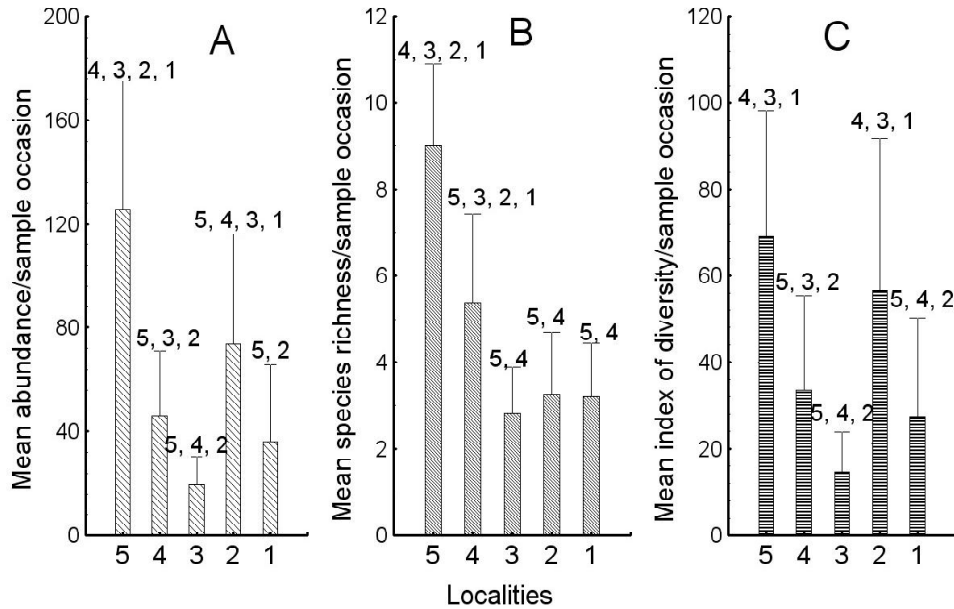 A
Mean abundance/sample occasion
200
160
120
80
40
0
4, 3, 2, 1
5, 3, 2
5, 4, 2
5, 4, 3, 1
5, 2
5 4 3 2 1
B
Mean species richness/sample occasion
12
10
8
6
4
2
0
4, 3, 2, 1
5, 3, 2, 1
5, 4
5, 4
5, 4
5 4 3 2 1
C
Mean index of diversity/sample occasion
120
100
80
60
40
20
0
4, 3, 1
5, 3, 2
5, 4, 2
4, 3, 1
5, 4, 2
5 4 3 2 1
Localities